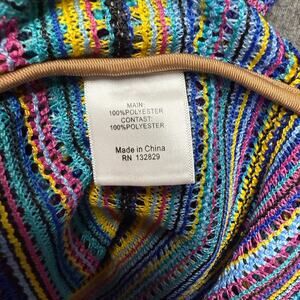 MAIN:
100%POLYESTER
CONTAST:
100%POLYESTER
Made in China
RN 132829